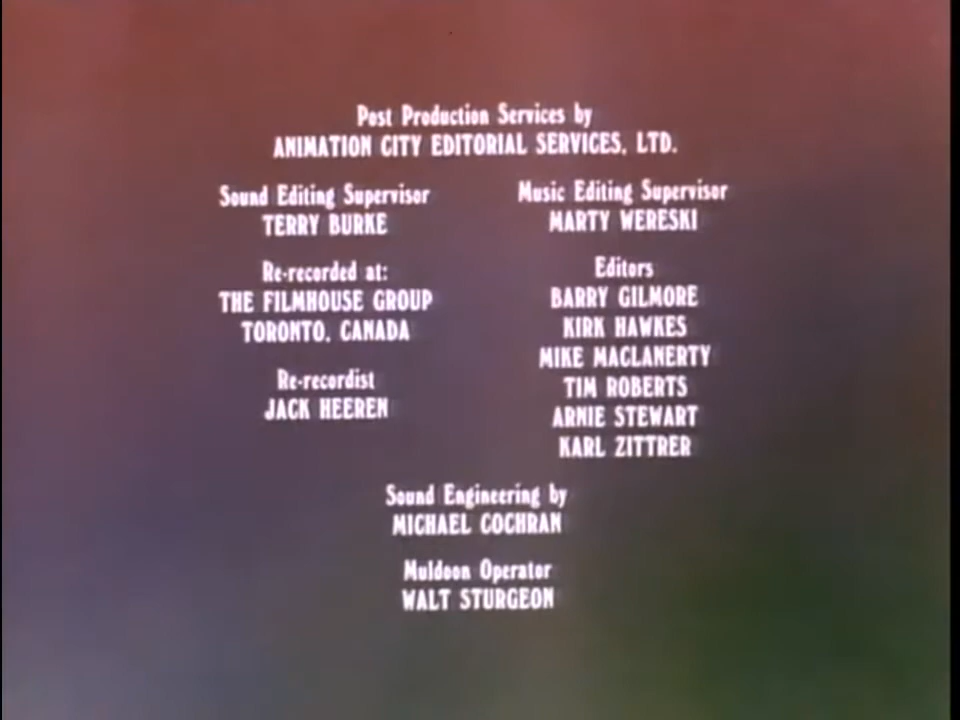 Post Production Services by
ANIMATION CITY EDITORIAL SERVICES, LTD.
Sound Editing Supervisor
TERRY BURKE
Re-recorded at:
THE FILMHOUSE GROUP
TORONTO, CANADA
Re-recordist
JACK HEEREN
Music Editing Supervisor
MARTY WERESKI
Editors
BARRY GILMORE
KIRK HAWKES
MIKE MACLANERTY
TIM ROBERTS
ARNIE STEWART
KARL ZITTRER
Sound Engineering by
MICHAEL COCHRAN
Muldoon Operator
WALT STURGEON